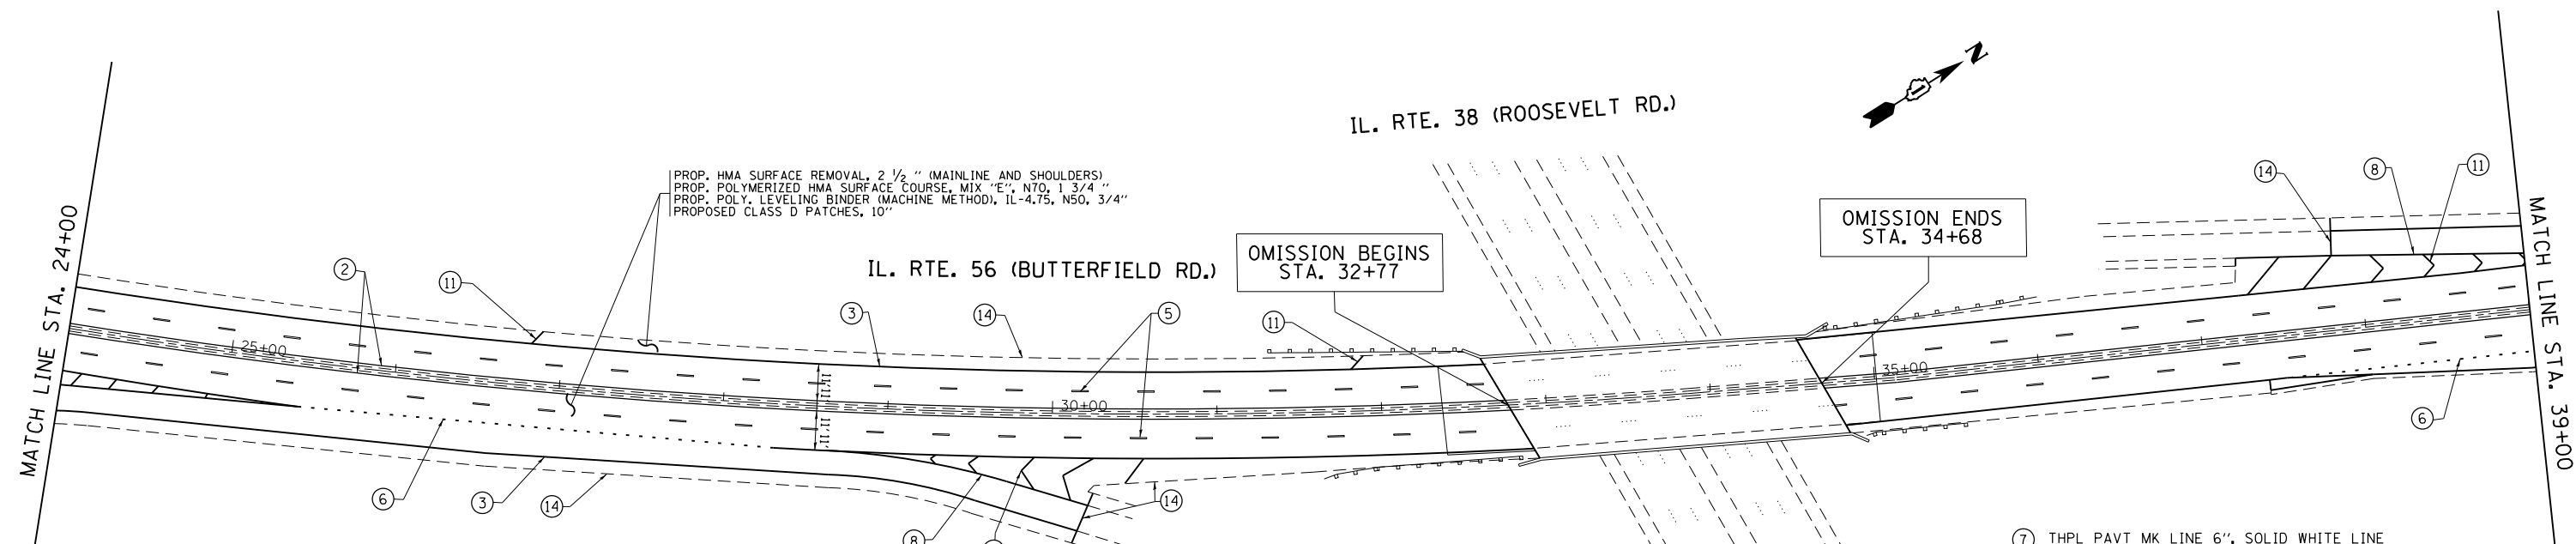 N
IL. RTE. 38 (ROOSEVELT RD.)
PROP. HMA SURFACE REMOVAL, 2 1/2 " (MAINLINE AND SHOULDERS)
PROP. POLYMERIZED HMA SURFACE COURSE, MIX "E", N70, 1 3/4 "
PROP. POLY. LEVELING BINDER (MACHINE METHOD), IL-4.75, N50, 3/4"
PROPOSED CLASS D PATCHES, 10"
14
8
11
MATCH LINE STA. 24+00
2
11
IL. RTE. 56 (BUTTERFIELD RD.)
OMISSION BEGINS
STA. 32+77
OMISSION ENDS
STA. 34+68
MATCH LINE STA. 39+00
3
14
5
11
25+00
30+00
35+00
11'
11'
11'
11'
6
3
14
8
14
6
7 THPL PAVT MK LINE 6", SOLID WHITE LINE